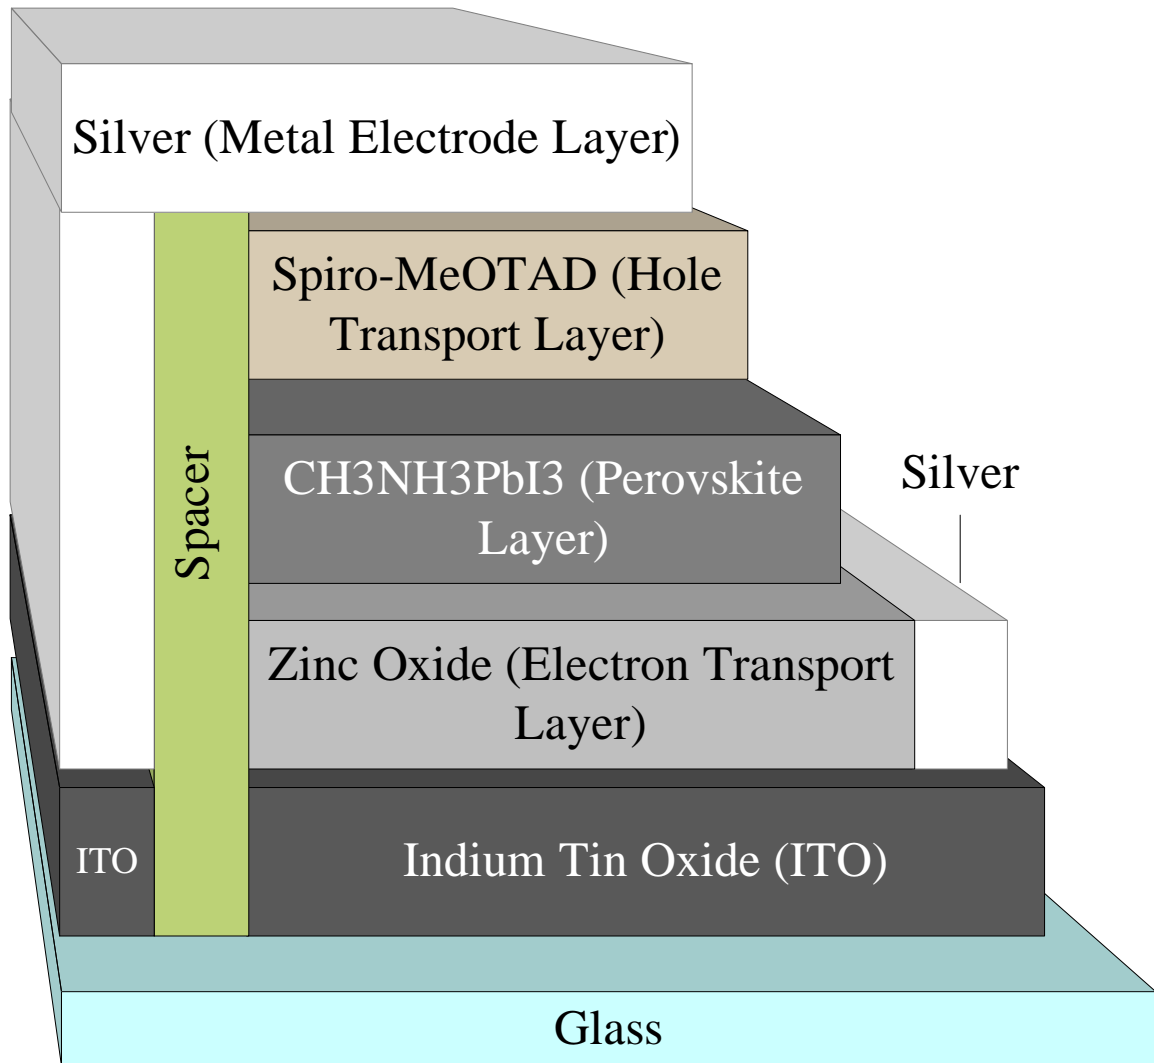 Silver (Metal Electrode Layer)
Spiro-MeOTAD (Hole
Transport Layer)
Spacer
CH3NH3PbI3 (Perovskite
Layer)
Silver
Zinc Oxide (Electron Transport
Layer)
ITO
Indium Tin Oxide (ITO)
Glass